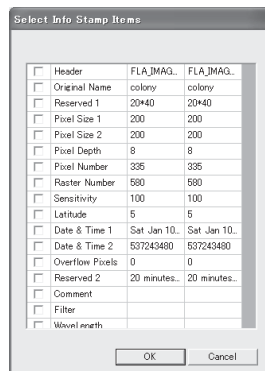 Select Info Stamp Items
Header FLA_IMAG... FLA_IMAG...
Original Name colony colony
Reserved 1 20*40 20*40
Pixel Size 1 200 200
Pixel Size 2 200 200
Pixel Depth 8 8
Pixel Number 335 335
Raster Number 580 580
Sensitivity 100 100
Latitude 5 5
Date & Time 1 Sat Jan 10... Sat Jan 10...
Date & Time 2 537243480 537243480
Overflow Pixels 0 0
Reserved 2 20 minutes... 20 minutes...
Comment
Filter
WaveLength
OK Cancel